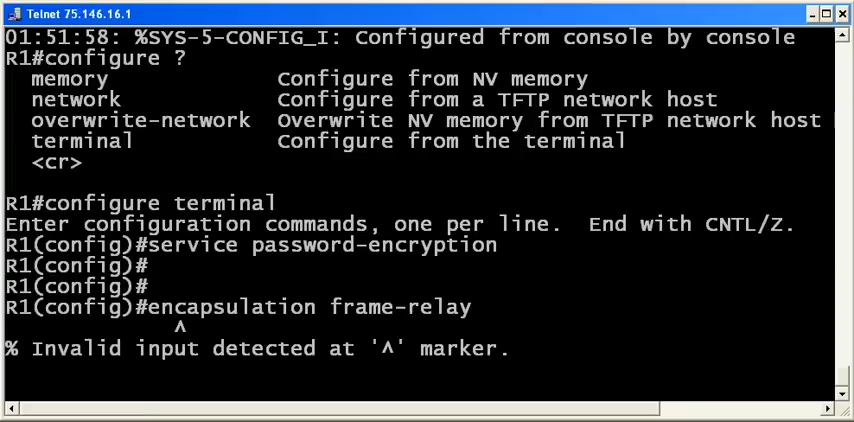 Telnet 75.146.16.1
01:51:58: %SYS-5-CONFIG_I: Configured from console by console
R1#configure ?
  memory             Configure from NV memory
  network            Configure from a TFTP network host
  overwrite-network  Overwrite NV memory from TFTP network host
  terminal           Configure from the terminal
  <cr>
R1#configure terminal
Enter configuration commands, one per line.  End with CNTL/Z.
R1(config)#service password-encryption
R1(config)#
R1(config)#
R1(config)#encapsulation frame-relay
                    ^
% Invalid input detected at '^' marker.